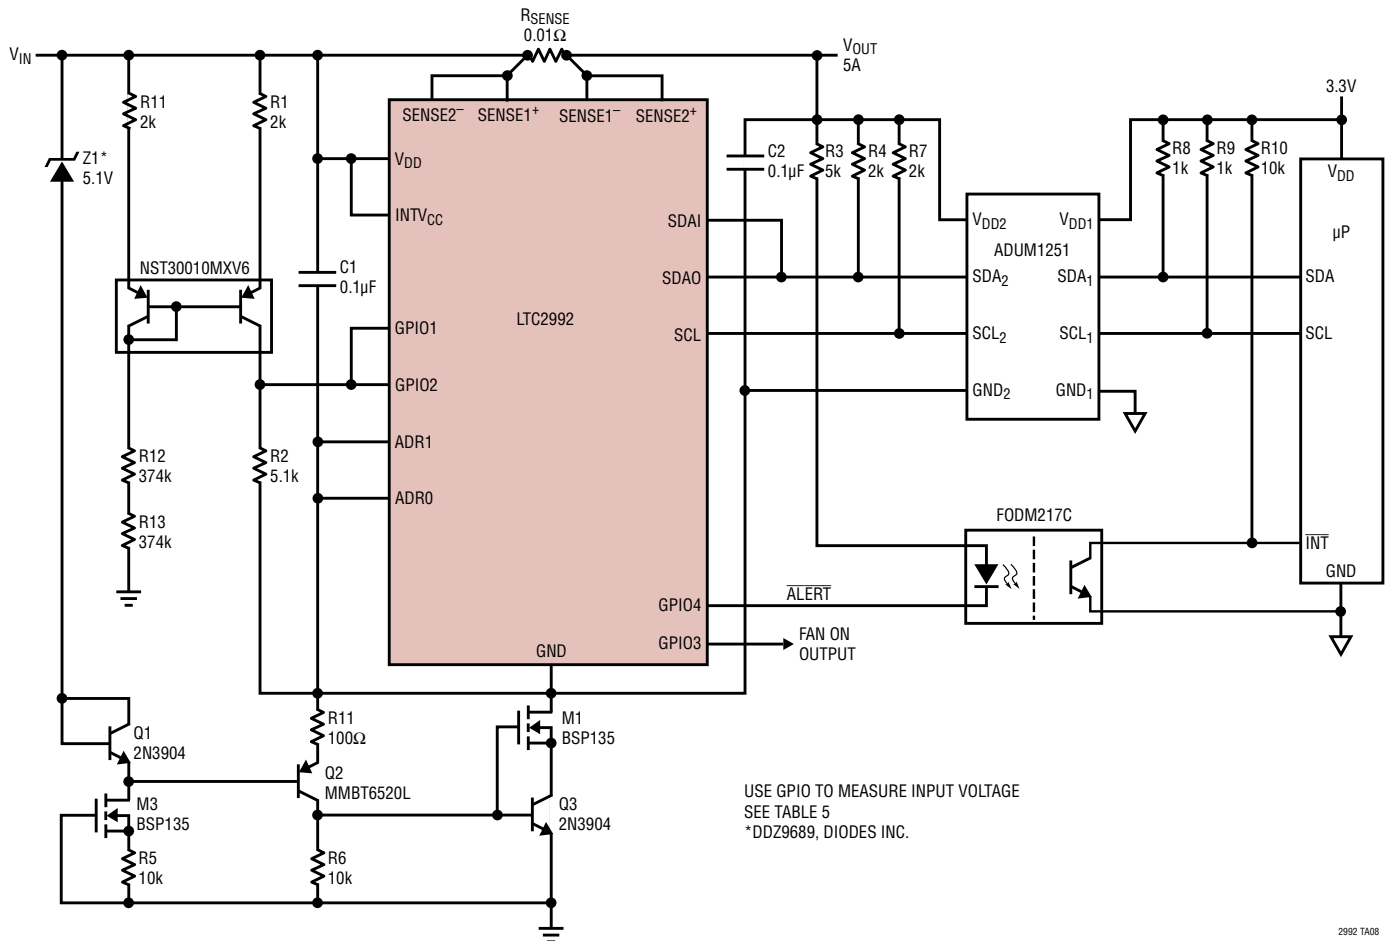 RSENSE
0.01Ω
VIN
VOUT
5A
3.3V
R11
2k
R1
2k
SENSE2–
SENSE1+
SENSE1–
SENSE2+
Z1*
5.1V
VDD
INTVCC
C2
0.1µF
R3
5k
R4
2k
R7
2k
R8
1k
R9
1k
R10
10k
VDD
µP
SDAI
VDD2
VDD1
ADUM1251
NST30010MXV6
C1
0.1µF
SDAO
SDA2
SDA1
SDA
LTC2992
GPIO1
SCL
SCL2
SCL1
SCL
GPIO2
GND2
GND1
ADR1
R12
374k
R2
5.1k
ADR0
R13
374k
FODM217C
INT
GND
GPIO4
ALERT
GPIO3
FAN ON
OUTPUT
GND
Q1
2N3904
R11
100Ω
M1
BSP135
Q2
MMBT6520L
M3
BSP135
Q3
2N3904
R5
10k
R6
10k
USE GPIO TO MEASURE INPUT VOLTAGE
SEE TABLE 5
*DDZ9689, DIODES INC.
2992 TA08